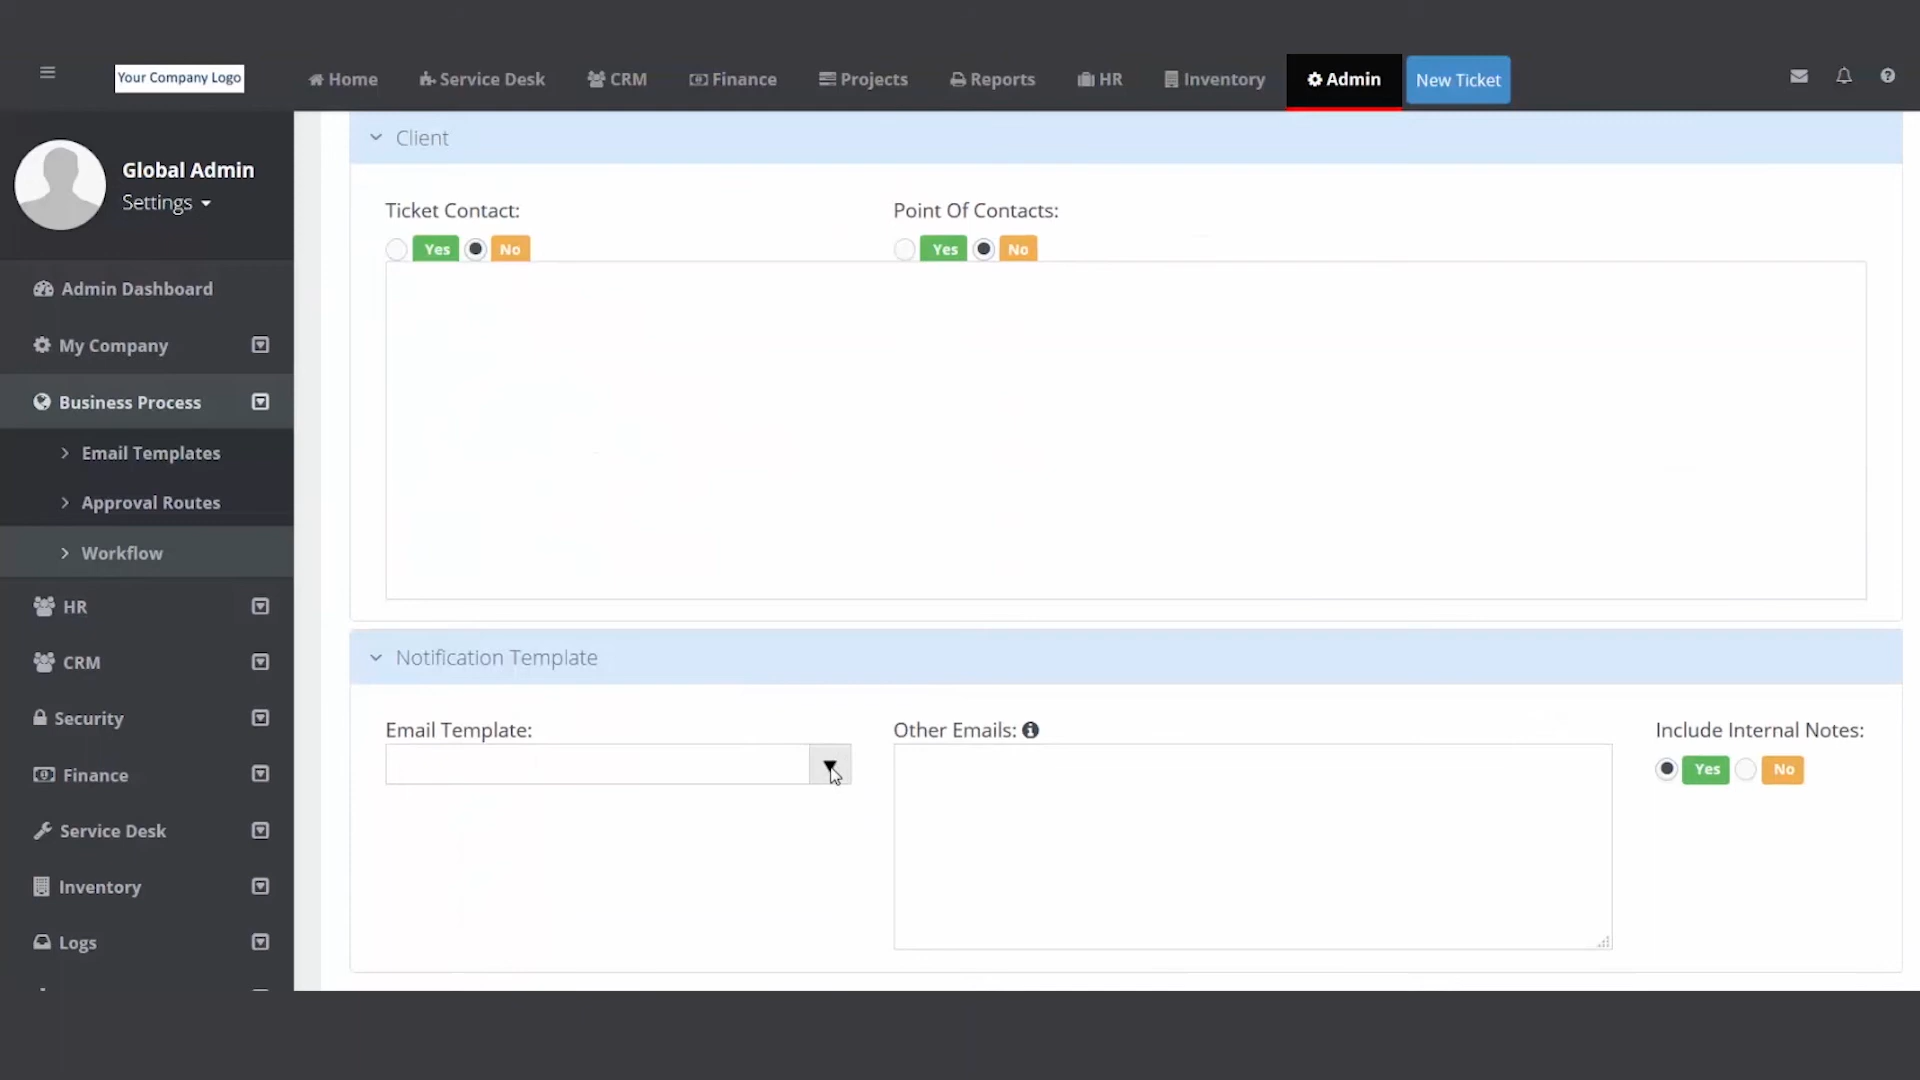 Your Company Logo
Home
Service Desk
CRM
Finance
Projects
Reports
HR
Inventory
Admin
New Ticket
Global Admin
Settings
Admin Dashboard
My Company
Business Process
Email Templates
Approval Routes
Workflow
HR
CRM
Security
Finance
Service Desk
Inventory
Logs
Client
Ticket Contact:
Yes
No
Point Of Contacts:
Yes
No
Notification Template
Email Template:
Other Emails:
Include Internal Notes:
Yes
No